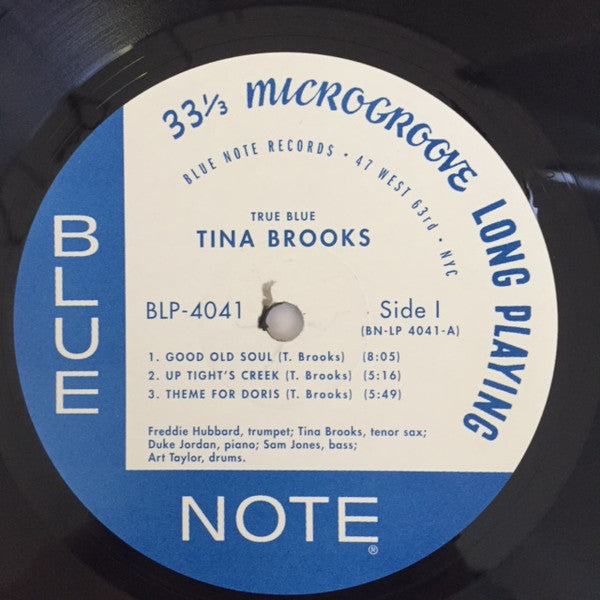 33⅓ MICROGROOVE LONG PLAYING
BLUE NOTE RECORDS • 47 WEST 63rd • NYC
TRUE BLUE
TINA BROOKS
BLP-4041
Side I
(BN-LP 4041-A)
1. GOOD OLD SOUL (T. Brooks) (8:05)
2. UP TIGHT'S CREEK (T. Brooks) (5:16)
3. THEME FOR DORIS (T. Brooks) (5:49)
Freddie Hubbard, trumpet; Tina Brooks, tenor sax;
Duke Jordan, piano; Sam Jones, bass;
Art Taylor, drums.
BLUE
NOTE®